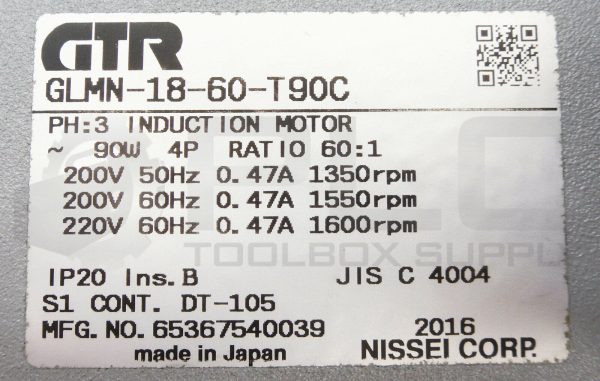 GTR
GLMN-18-60-T90C
PH:3 INDUCTION MOTOR
~ 90W 4P RATIO 60:1
200V 50Hz 0.47A 1350rpm
200V 60Hz 0.47A 1550rpm
220V 60Hz 0.47A 1600rpm
PLC
TOOLBOX SUPPLY
IP20 Ins.B JIS C 4004
S1 CONT. DT-105
MFG.NO.65367540039 2016
made in Japan NISSEI CORP.